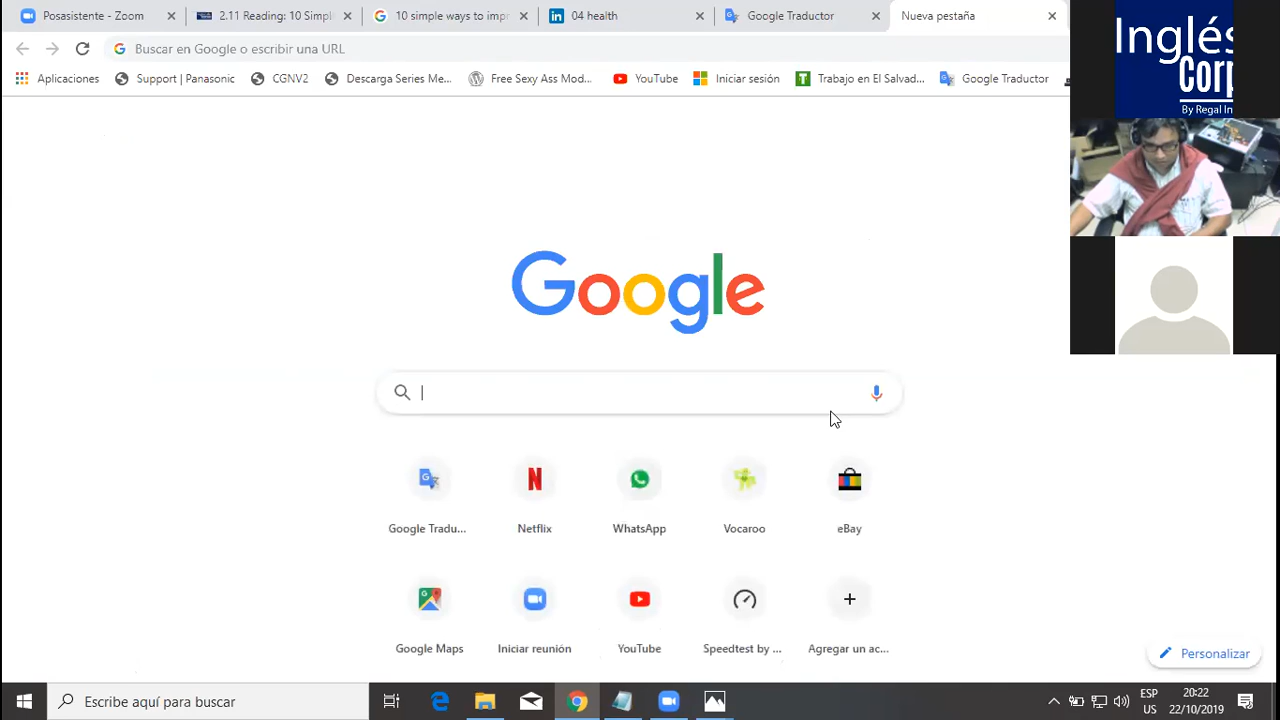 Posasistente - Zoom
2.11 Reading: 10 Simpl
10 simple ways to impr
04 health
Google Traductor
Nueva pestaña
Buscar en Google o escribir una URL
Aplicaciones
Support | Panasonic
CGNV2
Descarga Series Me...
Free Sexy Ass Mod...
YouTube
Iniciar sesión
Trabajo en El Salvad...
Google Traductor
Inglés
Corp
By Regal In
Google
Google Tradu...
Netflix
WhatsApp
Vocaroo
eBay
Google Maps
Iniciar reunión
YouTube
Speedtest by ...
Agregar un ac...
Personalizar
Escribe aquí para buscar
ESP
US
20:22
22/10/2019